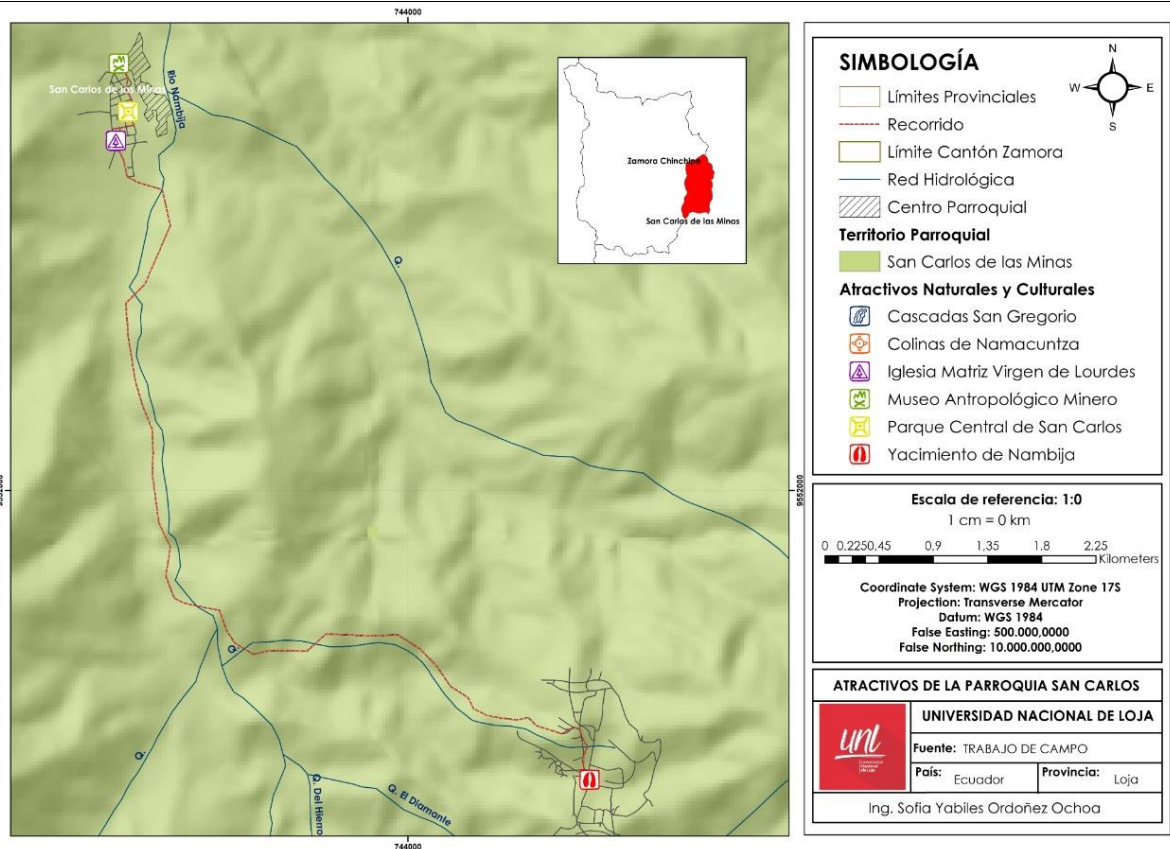 744000
San Carlos de las Minas
Río Nambija
Q.
Zamora Chinchipe
San Carlos de las Minas
9552000
9552000
Q.
Q.
Q. Del Hierro
Q. El Diamante
744000
SIMBOLOGÍA
N
W
E
S
Límites Provinciales
Recorrido
Límite Cantón Zamora
Red Hidrológica
Centro Parroquial
Territorio Parroquial
San Carlos de las Minas
Atractivos Naturales y Culturales
Cascadas San Gregorio
Colinas de Namacuntza
Iglesia Matriz Virgen de Lourdes
Museo Antropológico Minero
Parque Central de San Carlos
Yacimiento de Nambija
Escala de referencia: 1:0
1 cm = 0 km
0 0,2250,45 0,9 1,35 1,8 2,25
Kilometers
Coordinate System: WGS 1984 UTM Zone 17S
Projection: Transverse Mercator
Datum: WGS 1984
False Easting: 500.000,0000
False Northing: 10.000.000,0000
ATRACTIVOS DE LA PARROQUIA SAN CARLOS
unl
Universidad
Nacional
de Loja
UNIVERSIDAD NACIONAL DE LOJA
Fuente: TRABAJO DE CAMPO
País: Ecuador
Provincia: Loja
Ing. Sofia Yabiles Ordoñez Ochoa